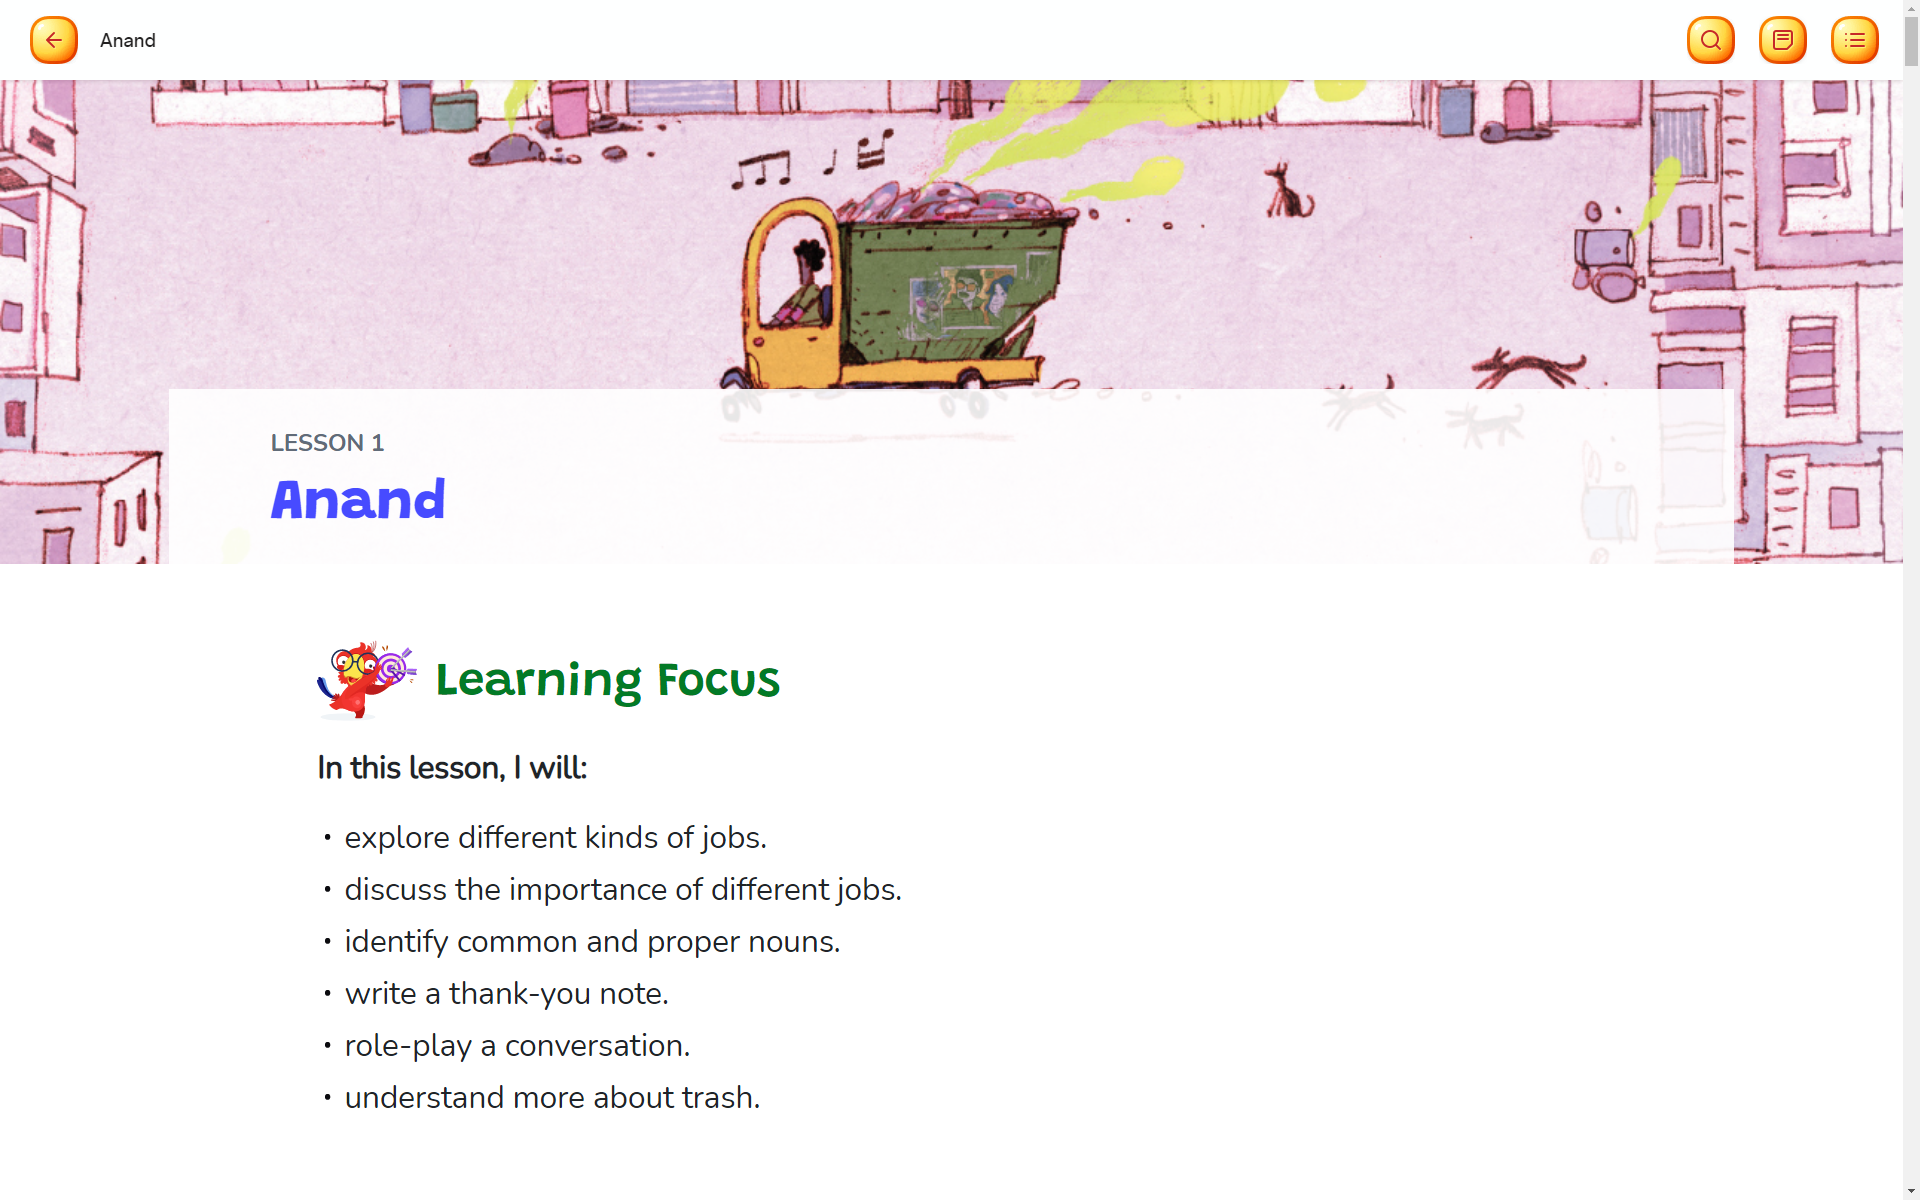 Anand
LESSON 1
Anand
Learning Focus
In this lesson, I will:
• explore different kinds of jobs.
• discuss the importance of different jobs.
• identify common and proper nouns.
• write a thank-you note.
• role-play a conversation.
• understand more about trash.